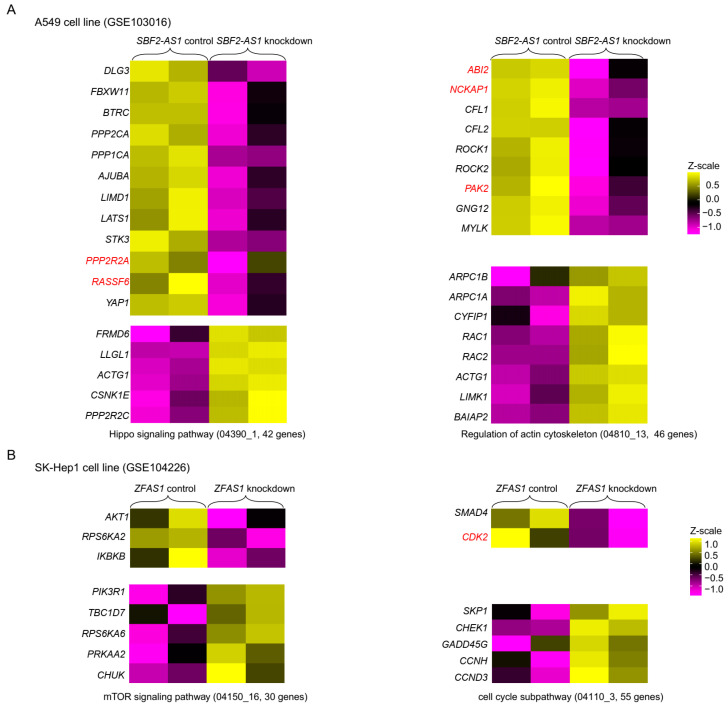 A
A549 cell line (GSE103016)
SBF2-AS1 control SBF2-AS1 knockdown
DLG3
FBXW11
BTRC
PPP2CA
PPP1CA
AJUBA
LIMD1
LATS1
STK3
PPP2R2A
RASSF6
YAP1
FRMD6
LLGL1
ACTG1
CSNK1E
PPP2R2C
Hippo signaling pathway (04390_1, 42 genes)
SBF2-AS1 control SBF2-AS1 knockdown
ABI2
NCKAP1
CFL1
CFL2
ROCK1
ROCK2
PAK2
GNG12
MYLK
ARPC1B
ARPC1A
CYFIP1
RAC1
RAC2
ACTG1
LIMK1
BAIAP2
Regulation of actin cytoskeleton (04810_13, 46 genes)
Z-scale
0.5
0.0
−0.5
−1.0
B
SK-Hep1 cell line (GSE104226)
ZFAS1 control ZFAS1 knockdown
AKT1
RPS6KA2
IKBKB
PIK3R1
TBC1D7
RPS6KA6
PRKAA2
CHUK
mTOR signaling pathway (04150_16, 30 genes)
ZFAS1 control ZFAS1 knockdown
SMAD4
CDK2
SKP1
CHEK1
GADD45G
CCNH
CCND3
cell cycle subpathway (04110_3, 55 genes)
Z-scale
1.0
0.5
0.0
−0.5
−1.0